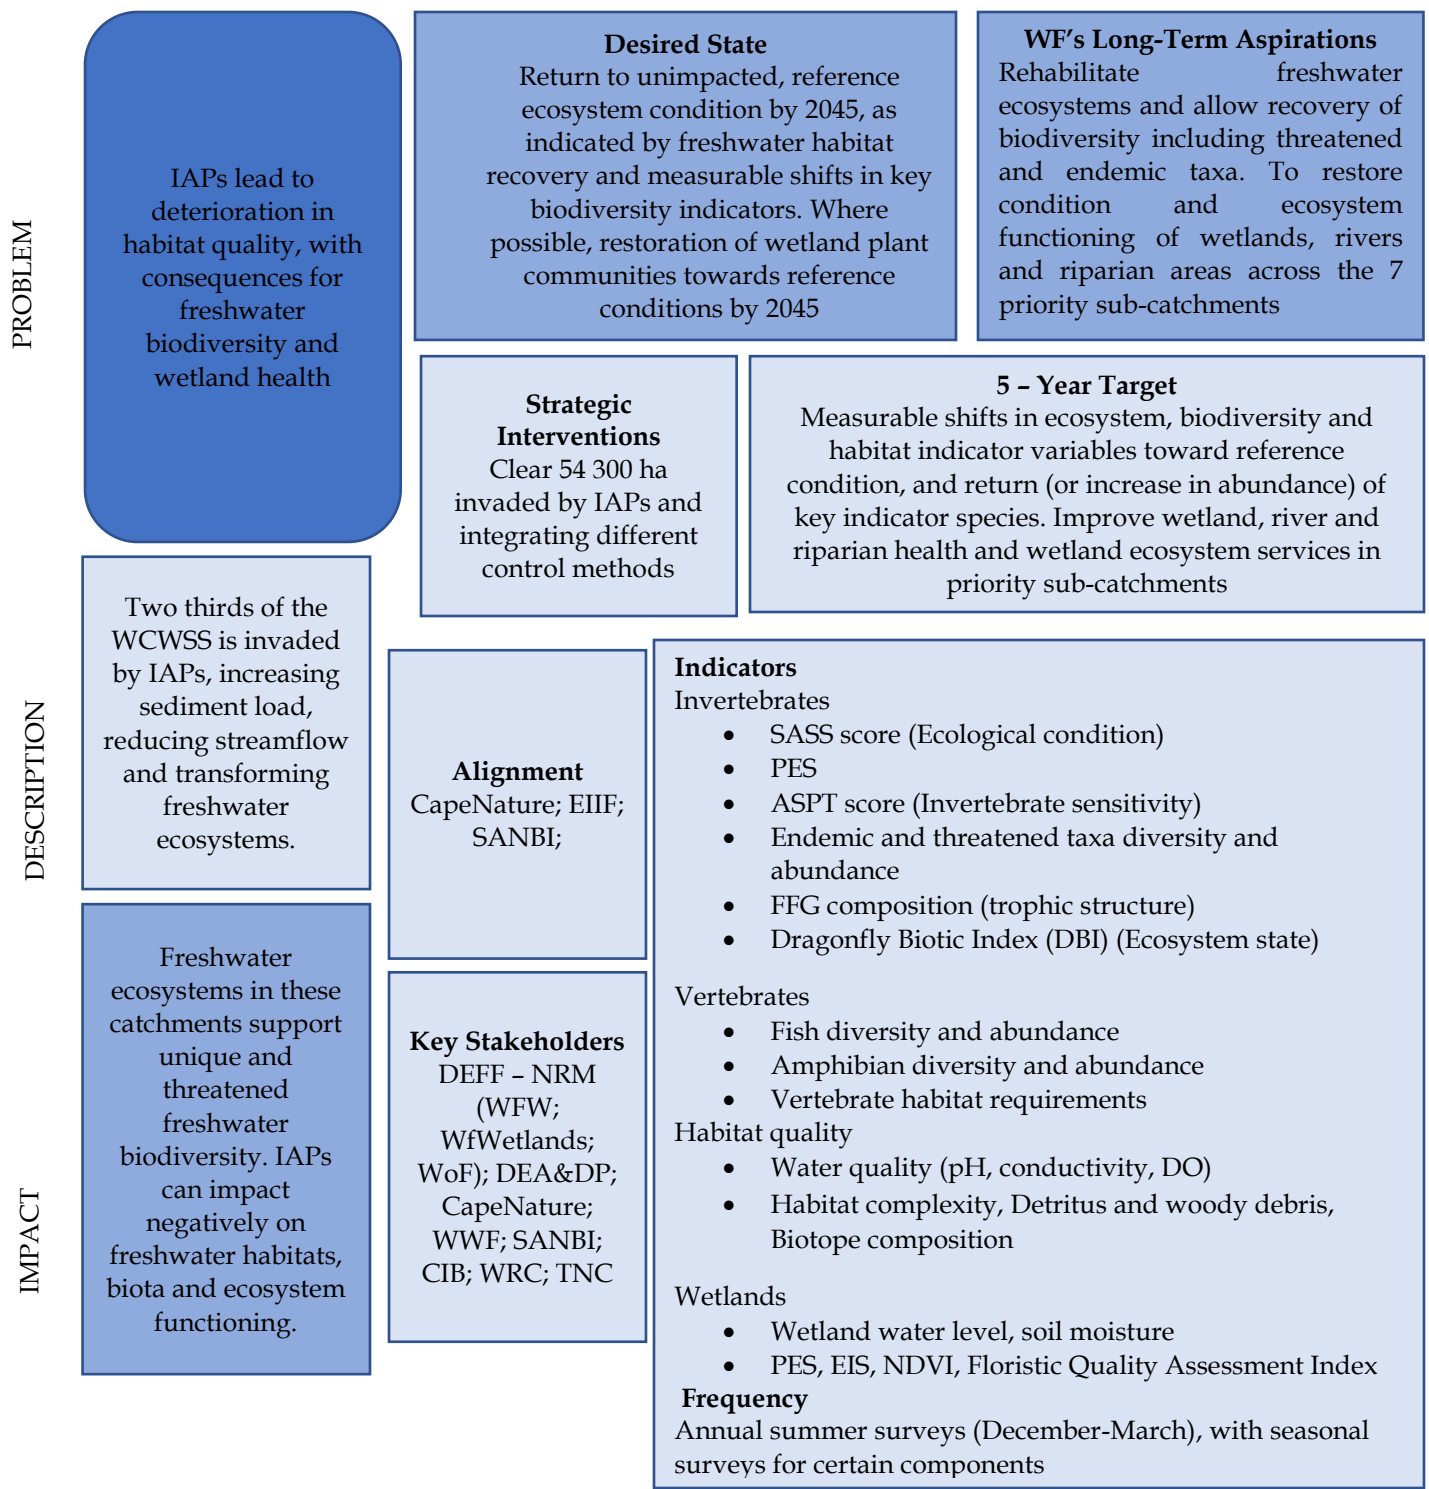 PROBLEM
IAPs lead to
deterioration in
habitat quality, with
consequences for
freshwater
biodiversity and
wetland health
Desired State
Return to unimpacted, reference
ecosystem condition by 2045, as
indicated by freshwater habitat
recovery and measurable shifts in key
biodiversity indicators. Where
possible, restoration of wetland plant
communities towards reference
conditions by 2045
WF's Long-Term Aspirations
Rehabilitate freshwater
ecosystems and allow recovery of
biodiversity including threatened
and endemic taxa. To restore
condition and ecosystem
functioning of wetlands, rivers
and riparian areas across the 7
priority sub-catchments
Strategic
Interventions
Clear 54 300 ha
invaded by IAPs and
integrating different
control methods
5 – Year Target
Measurable shifts in ecosystem, biodiversity and
habitat indicator variables toward reference
condition, and return (or increase in abundance) of
key indicator species. Improve wetland, river and
riparian health and wetland ecosystem services in
priority sub-catchments
DESCRIPTION
Two thirds of the
WCWSS is invaded
by IAPs, increasing
sediment load,
reducing streamflow
and transforming
freshwater
ecosystems.
Alignment
CapeNature; EIIF;
SANBI;
IMPACT
Freshwater
ecosystems in these
catchments support
unique and
threatened
freshwater
biodiversity. IAPs
can impact
negatively on
freshwater habitats,
biota and ecosystem
functioning.
Key Stakeholders
DEFF – NRM
(WFW;
WfWetlands;
WoF); DEA&DP;
CapeNature;
WWF; SANBI;
CIB; WRC; TNC
Indicators
Invertebrates
• SASS score (Ecological condition)
• PES
• ASPT score (Invertebrate sensitivity)
• Endemic and threatened taxa diversity and
abundance
• FFG composition (trophic structure)
• Dragonfly Biotic Index (DBI) (Ecosystem state)
Vertebrates
• Fish diversity and abundance
• Amphibian diversity and abundance
• Vertebrate habitat requirements
Habitat quality
• Water quality (pH, conductivity, DO)
• Habitat complexity, Detritus and woody debris,
Biotope composition
Wetlands
• Wetland water level, soil moisture
• PES, EIS, NDVI, Floristic Quality Assessment Index
Frequency
Annual summer surveys (December-March), with seasonal
surveys for certain components